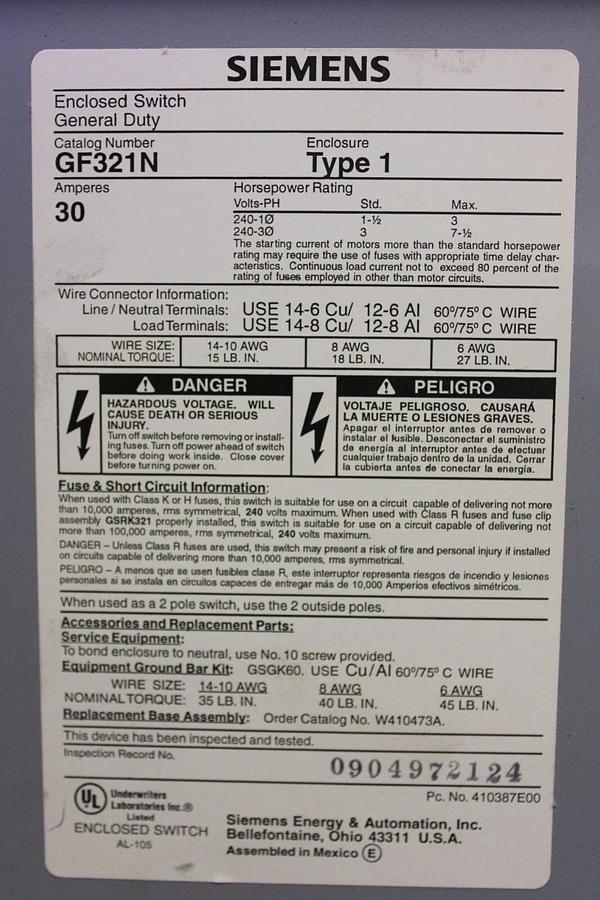 SIEMENS
Enclosed Switch
General Duty
Catalog Number Enclosure
GF321N Type 1
Amperes Horsepower Rating
30 Volts-PH Std. Max.
240-1Ø 1-½ 3
240-3Ø 3 7-½
The starting current of motors more than the standard horsepower
rating may require the use of fuses with appropriate time delay char-
acteristics. Continuous load current not to exceed 80 percent of the
rating of fuses employed in other than motor circuits.
Wire Connector Information:
Line / Neutral Terminals: USE 14-6 Cu/ 12-6 Al 60º/75º C WIRE
Load Terminals: USE 14-8 Cu/ 12-8 Al 60º/75º C WIRE
WIRE SIZE: 14-10 AWG 8 AWG 6 AWG
NOMINAL TORQUE: 15 LB. IN. 18 LB. IN. 27 LB. IN.
DANGER
HAZARDOUS VOLTAGE. WILL
CAUSE DEATH OR SERIOUS
INJURY.
Turn off switch before removing or install-
ing fuses. Turn off power ahead of switch
before doing work inside. Close cover
before turning power on.
PELIGRO
VOLTAJE PELIGROSO. CAUSARÁ
LA MUERTE O LESIONES GRAVES.
Apagar el interruptor antes de remover o
instalar el fusible. Desconectar el suministro
de energía al interruptor antes de efectuar
cualquier trabajo dentro de la unidad. Cerrar
la cubierta antes de conectar la energía.
Fuse & Short Circuit Information:
When used with Class K or H fuses, this switch is suitable for use on a circuit capable of delivering not more
than 10,000 amperes, rms symmetrical, 240 volts maximum. When used with Class R fuses and fuse clip
assembly GSRK321 properly installed, this switch is suitable for use on a circuit capable of delivering not
more than 100,000 amperes, rms symmetrical, 240 volts maximum.
DANGER – Unless Class R fuses are used, this switch may present a risk of fire and personal injury if installed
on circuits capable of delivering more than 10,000 amperes, rms symmetrical.
PELIGRO – A menos que se usen fusibles clase R, este interruptor representa riesgos de incendio y lesiones
personales si se instala en circuitos capaces de entregar más de 10,000 Amperios efectivos simétricos.
When used as a 2 pole switch, use the 2 outside poles.
Accessories and Replacement Parts:
Service Equipment:
To bond enclosure to neutral, use No. 10 screw provided.
Equipment Ground Bar Kit: GSGK60. USE Cu/Al 60º/75º C WIRE
WIRE SIZE: 14-10 AWG 8 AWG 6 AWG
NOMINAL TORQUE: 35 LB. IN. 40 LB. IN. 45 LB. IN.
Replacement Base Assembly: Order Catalog No. W410473A.
This device has been inspected and tested.
Inspection Record No.
0904972124
Pc. No. 410387E00
UL Underwriters
Laboratories Inc.®
Listed
ENCLOSED SWITCH
AL-105
Siemens Energy & Automation, Inc.
Bellefontaine, Ohio 43311 U.S.A.
Assembled in Mexico E